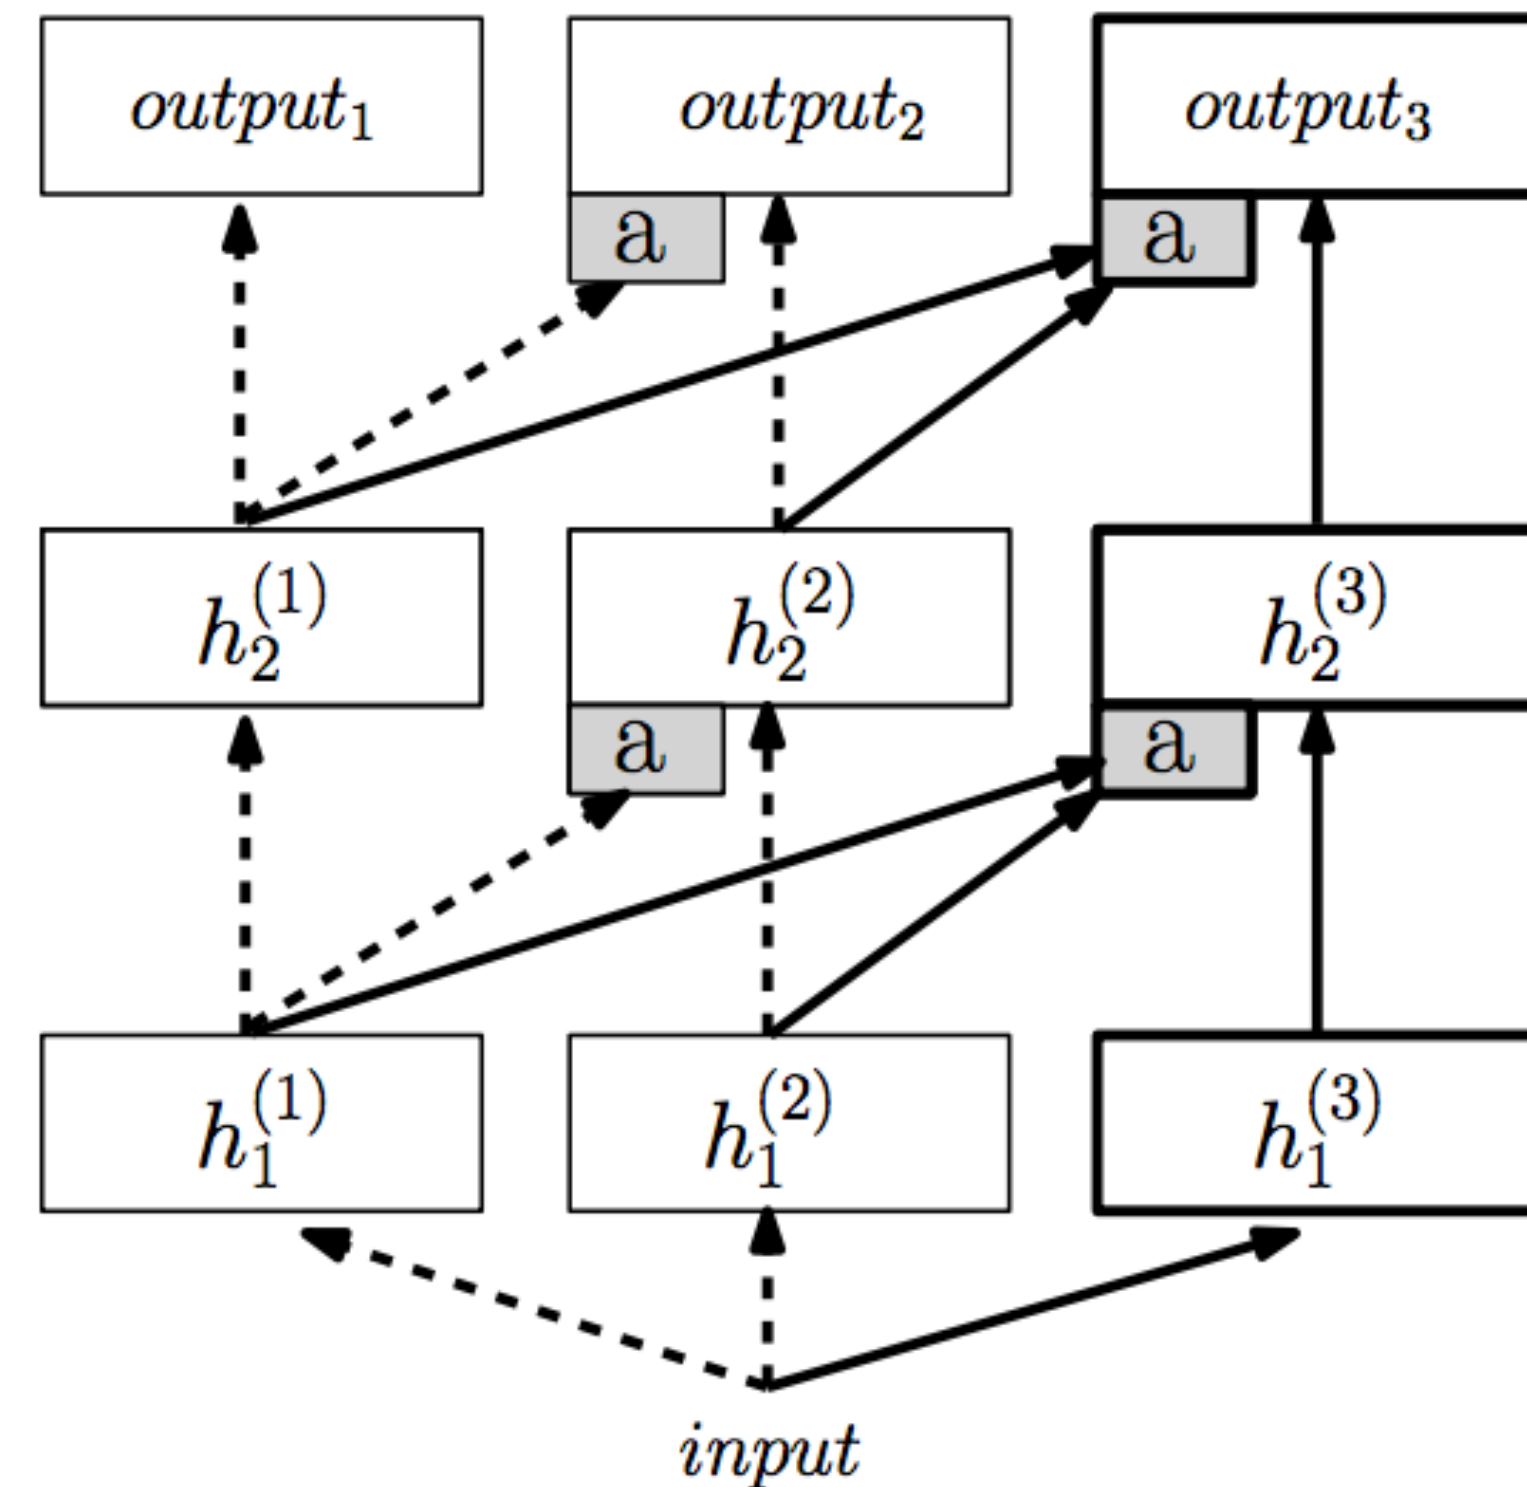 output₁ output₂ output₃
a a
h₂⁽¹⁾ h₂⁽²⁾ h₂⁽³⁾
a a
h₁⁽¹⁾ h₁⁽²⁾ h₁⁽³⁾
input